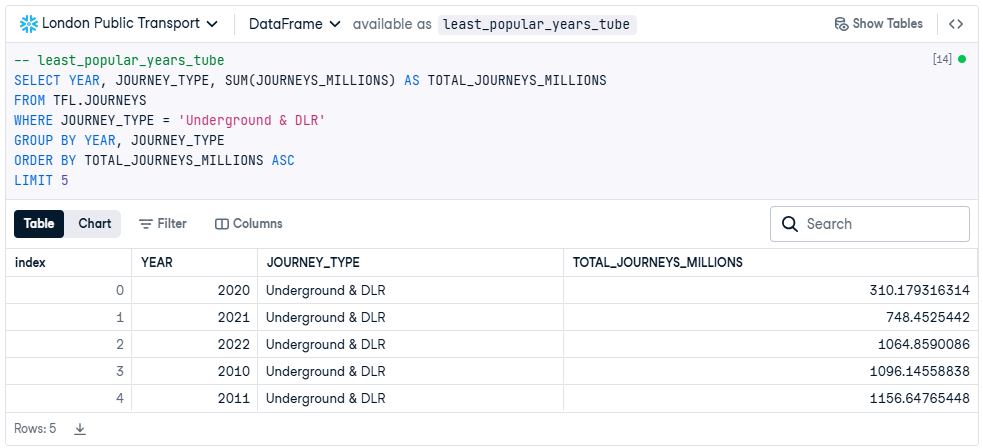 London Public Transport DataFrame available as least_popular_years_tube Show Tables
-- least_popular_years_tube [14]
SELECT YEAR, JOURNEY_TYPE, SUM(JOURNEYS_MILLIONS) AS TOTAL_JOURNEYS_MILLIONS
FROM TFL.JOURNEYS
WHERE JOURNEY_TYPE = 'Underground & DLR'
GROUP BY YEAR, JOURNEY_TYPE
ORDER BY TOTAL_JOURNEYS_MILLIONS ASC
LIMIT 5
Table Chart Filter Columns Search
index YEAR JOURNEY_TYPE TOTAL_JOURNEYS_MILLIONS
0 2020 Underground & DLR 310.179316314
1 2021 Underground & DLR 748.4525442
2 2022 Underground & DLR 1064.8590086
3 2010 Underground & DLR 1096.14558838
4 2011 Underground & DLR 1156.64765448
Rows: 5